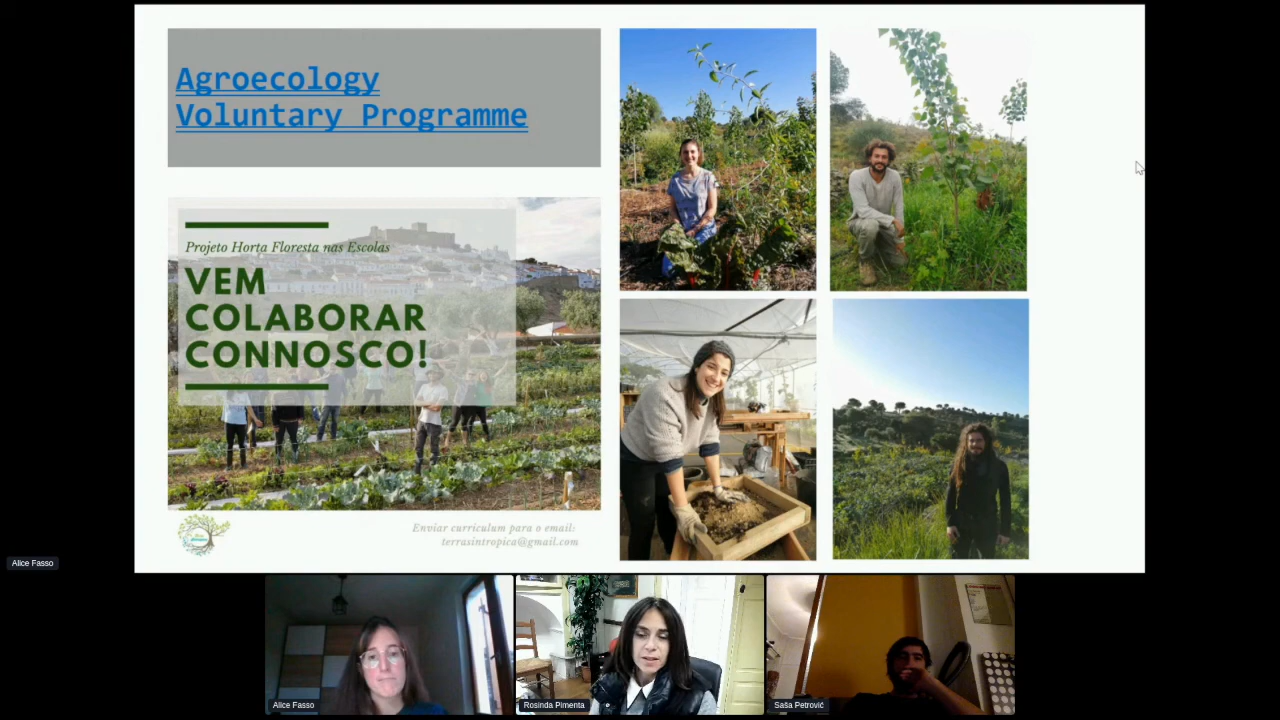 Agroecology
Voluntary Programme
Projeto Horta Floresta nas Escolas
VEM
COLABORAR
CONNOSCO!
Enviar curriculum para o email:
terrasintropica@gmail.com
Alice Fasso
Alice Fasso
Rosinda Pimenta
Saša Petrović